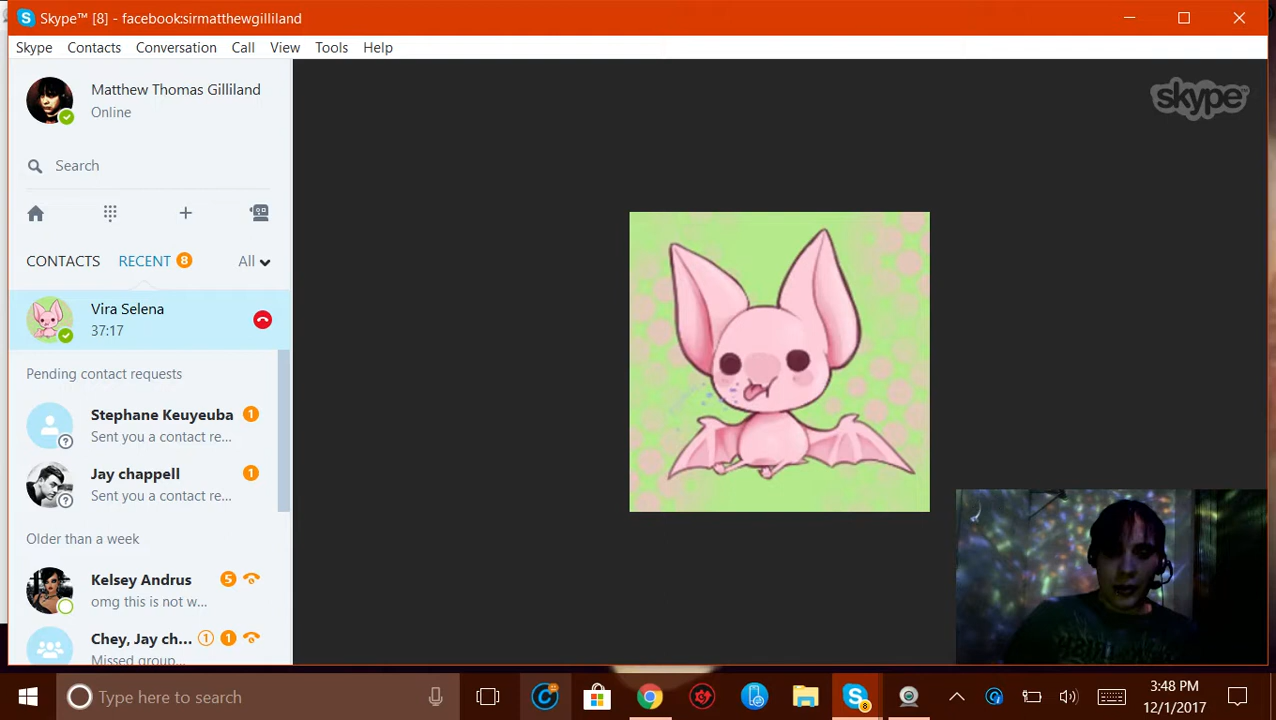 Skype™ [8] - facebook:sirmatthewgilliland
Skype Contacts Conversation Call View Tools Help
Matthew Thomas Gilliland
Online
skype™
Search
CONTACTS RECENT 8 All
Vira Selena
37:17
Pending contact requests
Stephane Keuyeuba 1
Sent you a contact re...
Jay chappell 1
Sent you a contact re...
Older than a week
Kelsey Andrus 5
omg this is not w...
Chey, Jay ch... 1 1
Missed group...
Type here to search
8
3:48 PM
12/1/2017